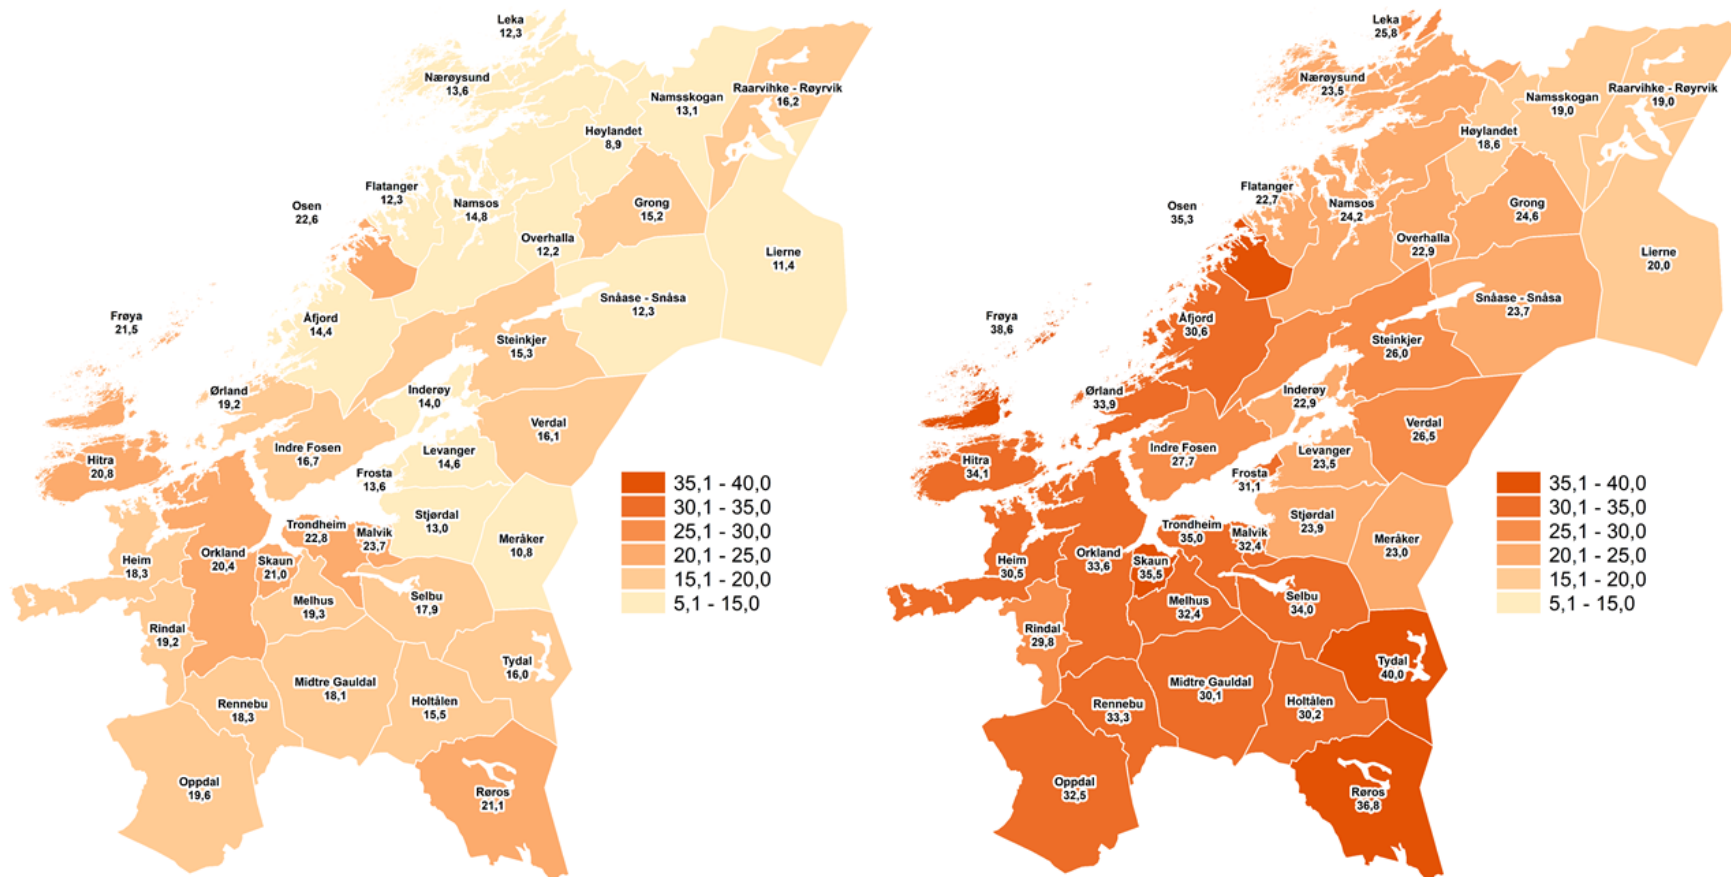 Leka
12,3
Nærøysund
13,6
Namsskogan
13,1
Raarvihke - Røyrvik
16,2
Høylandet
8,9
Flatanger
12,3
Osen
22,6
Namsos
14,8
Grong
15,2
Overhalla
12,2
Lierne
11,4
Snåase - Snåsa
12,3
Frøya
21,5
Åfjord
14,4
Steinkjer
15,3
Ørland
19,2
Inderøy
14,0
Verdal
16,1
Indre Fosen
16,7
Levanger
14,6
Hitra
20,8
Frosta
13,6
Stjørdal
13,0
Trondheim
22,8
Malvik
23,7
Meråker
10,8
Heim
18,3
Orkland
20,4
Skaun
21,0
Melhus
19,3
Selbu
17,9
Rindal
19,2
Tydal
16,0
Midtre Gauldal
18,1
Rennebu
18,3
Holtålen
15,5
Oppdal
19,6
Røros
21,1
35,1 - 40,0
30,1 - 35,0
25,1 - 30,0
20,1 - 25,0
15,1 - 20,0
5,1 - 15,0
Leka
25,8
Nærøysund
23,5
Namsskogan
19,0
Raarvihke - Røyrvik
19,0
Høylandet
18,6
Flatanger
22,7
Osen
35,3
Namsos
24,2
Grong
24,6
Overhalla
22,9
Lierne
20,0
Snåase - Snåsa
23,7
Frøya
38,6
Åfjord
30,6
Steinkjer
26,0
Ørland
33,9
Inderøy
22,9
Verdal
26,5
Indre Fosen
27,7
Levanger
23,5
Hitra
34,1
Frosta
31,1
Stjørdal
23,9
Trondheim
35,0
Malvik
32,4
Meråker
23,0
Heim
30,5
Orkland
33,6
Skaun
35,5
Melhus
32,4
Selbu
34,0
Rindal
29,8
Tydal
40,0
Midtre Gauldal
30,1
Rennebu
33,3
Holtålen
30,2
Oppdal
32,5
Røros
36,8
35,1 - 40,0
30,1 - 35,0
25,1 - 30,0
20,1 - 25,0
15,1 - 20,0
5,1 - 15,0